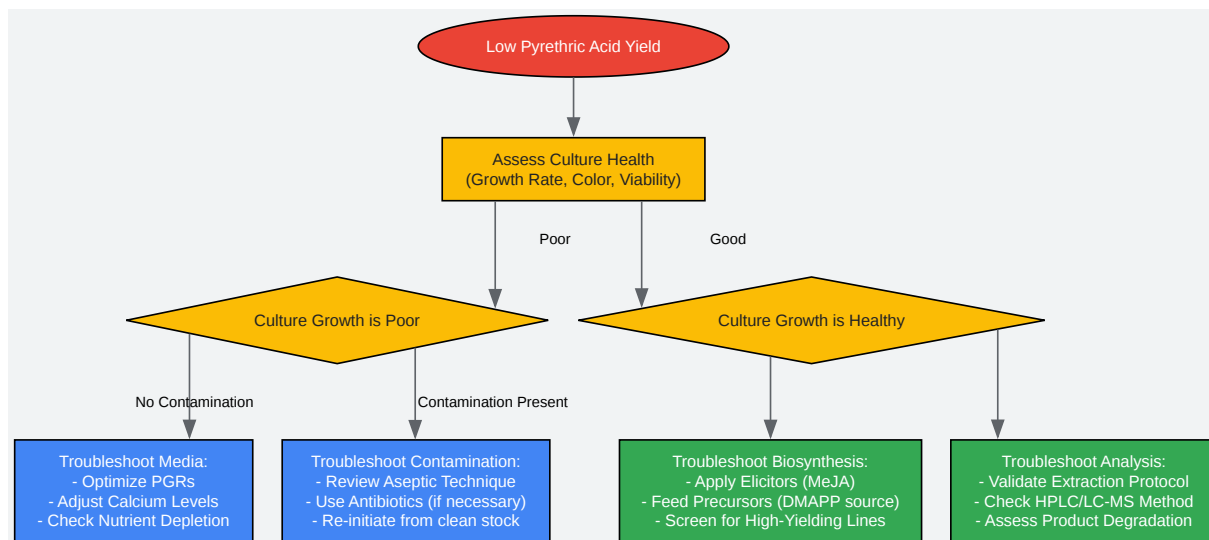 Low Pyrethric Acid Yield
Assess Culture Health
(Growth Rate, Color, Viability)
Poor
Good
Culture Growth is Poor
Culture Growth is Healthy
No Contamination
Contamination Present
Troubleshoot Media:
- Optimize PGRs
- Adjust Calcium Levels
- Check Nutrient Depletion
Troubleshoot Contamination:
- Review Aseptic Technique
- Use Antibiotics (if necessary)
- Re-initiate from clean stock
Troubleshoot Biosynthesis:
- Apply Elicitors (MeJA)
- Feed Precursors (DMAPP source)
- Screen for High-Yielding Lines
Troubleshoot Analysis:
- Validate Extraction Protocol
- Check HPLC/LC-MS Method
- Assess Product Degradation